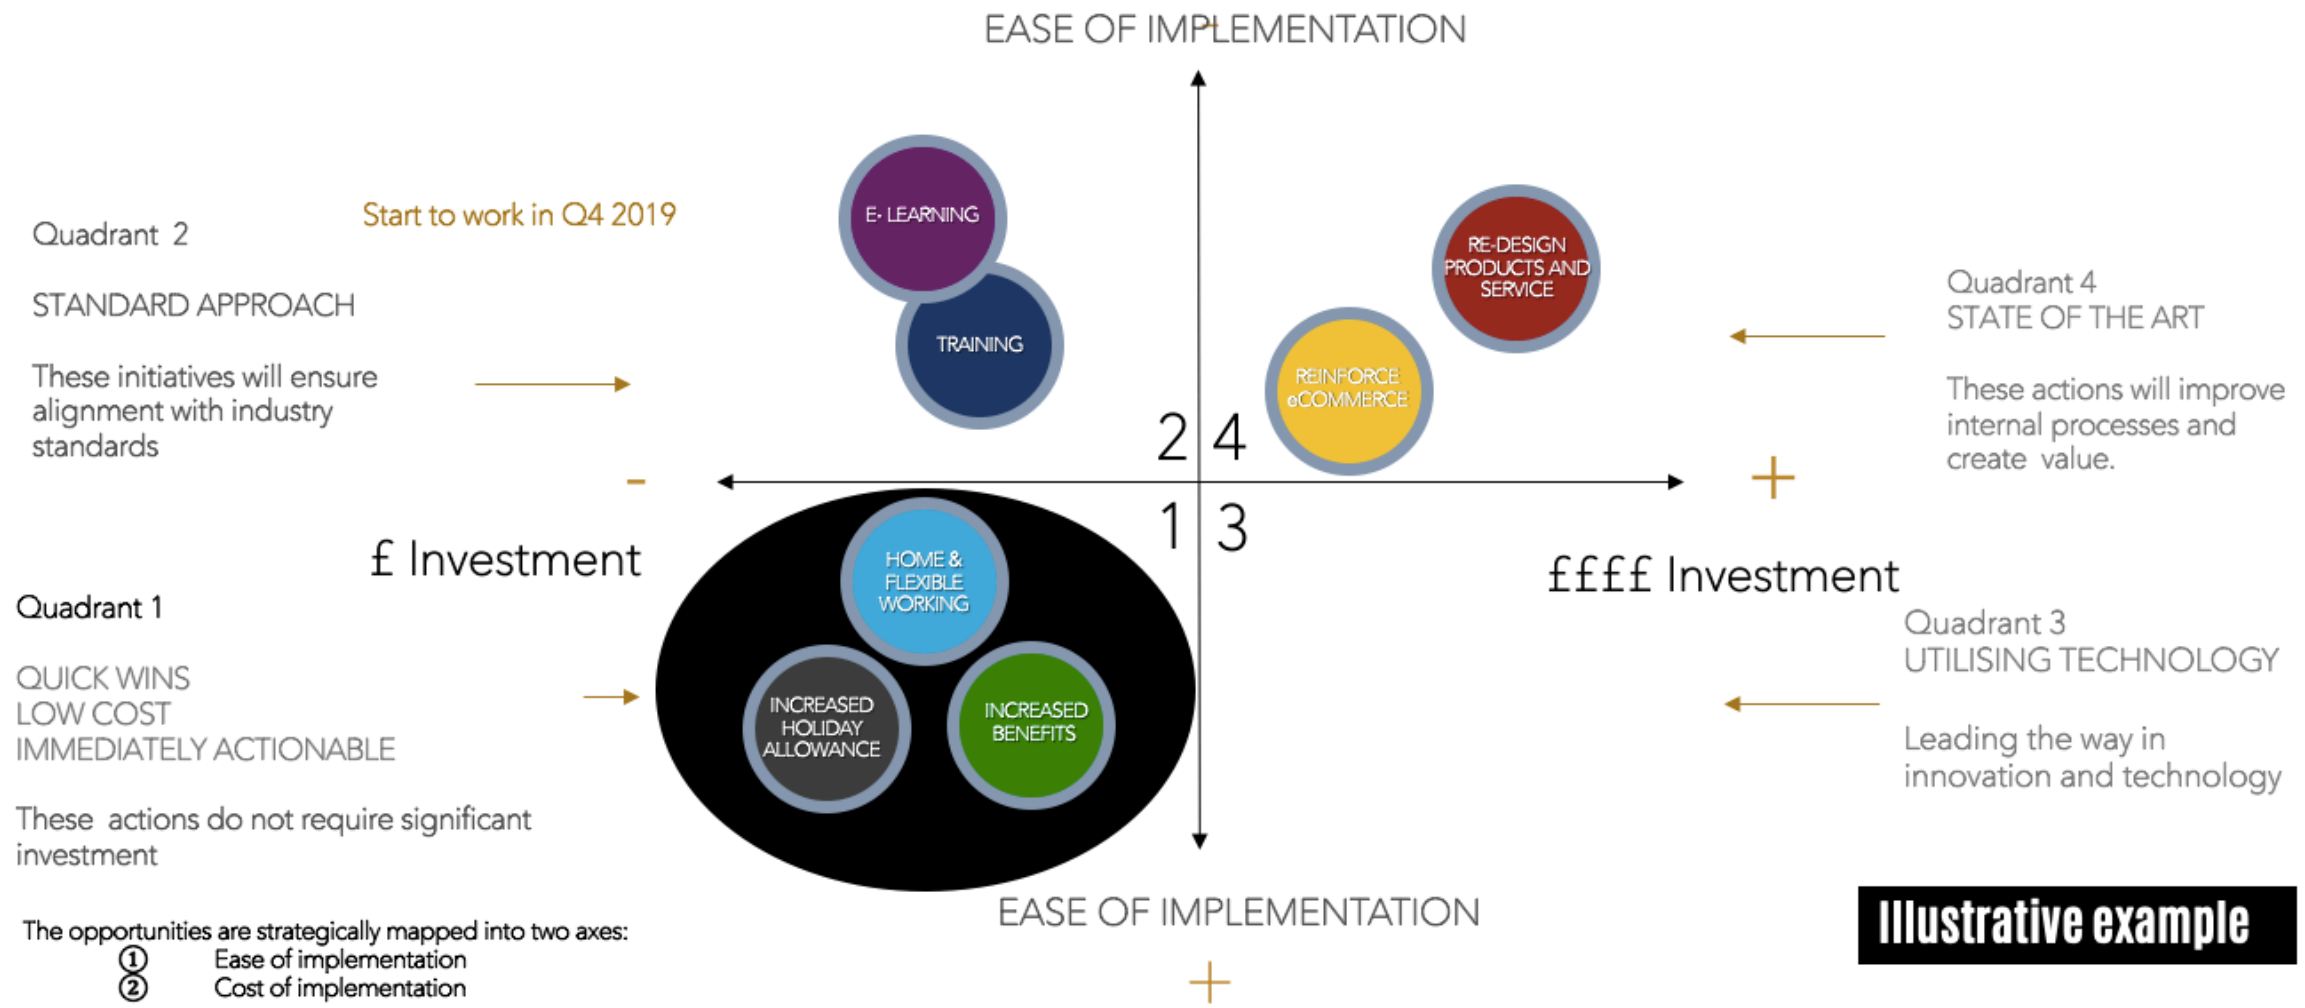 EASE OF IMPLEMENTATION
-
Quadrant 2
Start to work in Q4 2019
STANDARD APPROACH
These initiatives will ensure
alignment with industry
standards
E- LEARNING
TRAINING
RE-DESIGN
PRODUCTS AND
SERVICE
REINFORCE
eCOMMERCE
Quadrant 4
STATE OF THE ART
These actions will improve
internal processes and
create value.
2 4
1 3
-
+
£ Investment
££££ Investment
Quadrant 1
QUICK WINS
LOW COST
IMMEDIATELY ACTIONABLE
These actions do not require significant
investment
HOME &
FLEXIBLE
WORKING
INCREASED
HOLIDAY
ALLOWANCE
INCREASED
BENEFITS
Quadrant 3
UTILISING TECHNOLOGY
Leading the way in
innovation and technology
EASE OF IMPLEMENTATION
+
The opportunities are strategically mapped into two axes:
① Ease of implementation
② Cost of implementation
Illustrative example